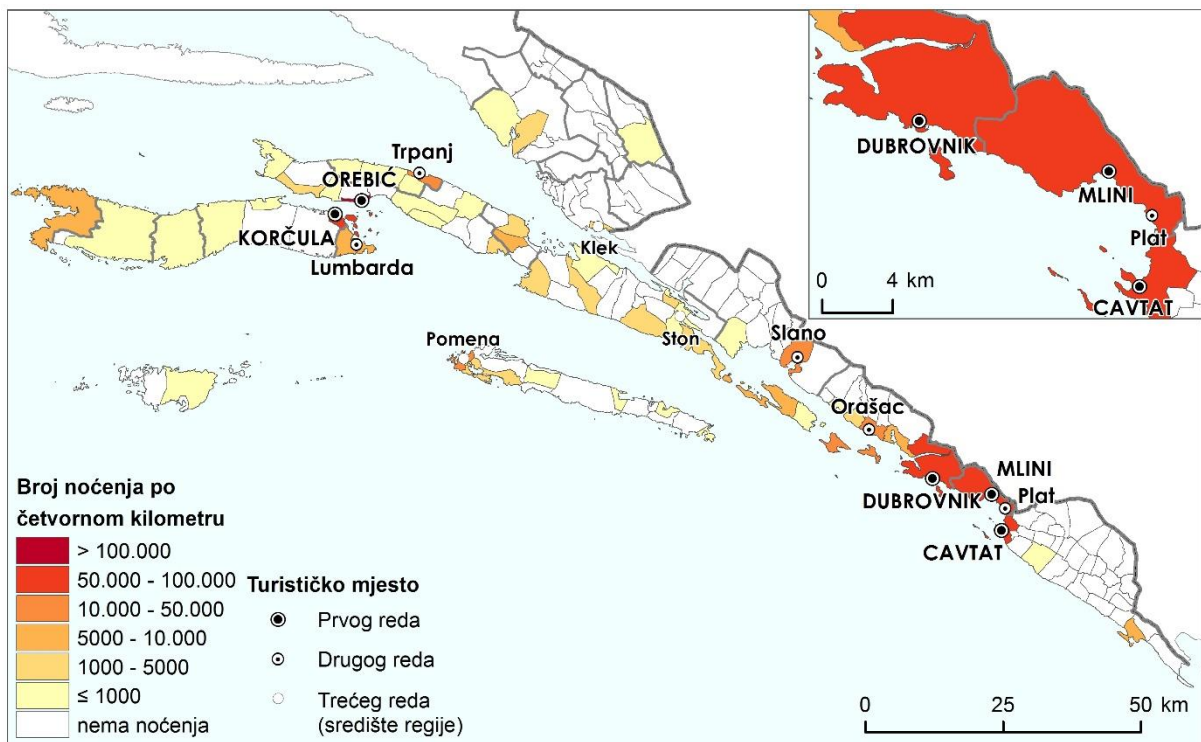 DUBROVNIK
MLINI
Plat
CAVTAT
0 4 km
Trpanj
OREBIĆ
KORČULA
Lumbarda
Klek
Pomena
Ston
Slano
Orašac
MLINI
DUBROVNIK
Plat
CAVTAT
Broj noćenja po
četvornom kilometru
> 100.000
50.000 - 100.000
10.000 - 50.000
5000 - 10.000
1000 - 5000
≤ 1000
nema noćenja
Turističko mjesto
Prvog reda
Drugog reda
Trećeg reda
(središte regije)
0 25 50 km